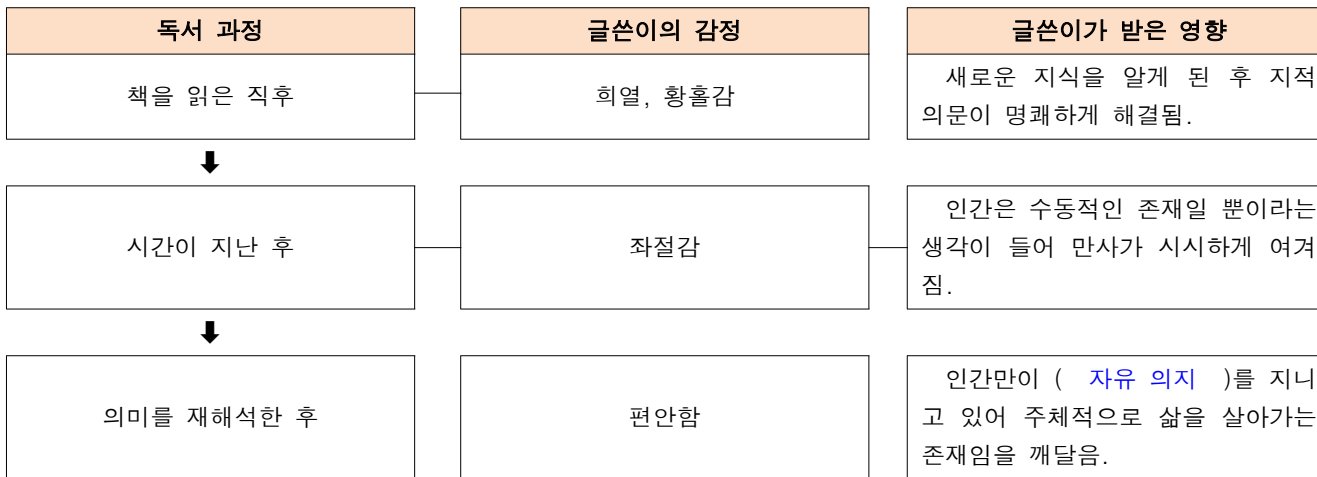 독서 과정
글쓴이의 감정
글쓴이가 받은 영향
책을 읽은 직후
희열, 황홀감
새로운 지식을 알게 된 후 지적
의문이 명쾌하게 해결됨.
시간이 지난 후
좌절감
인간은 수동적인 존재일 뿐이라는
생각이 들어 만사가 시시하게 여겨
짐.
의미를 재해석한 후
편안함
인간만이 ( 자유 의지 )를 지니
고 있어 주체적으로 삶을 살아가는
존재임을 깨달음.